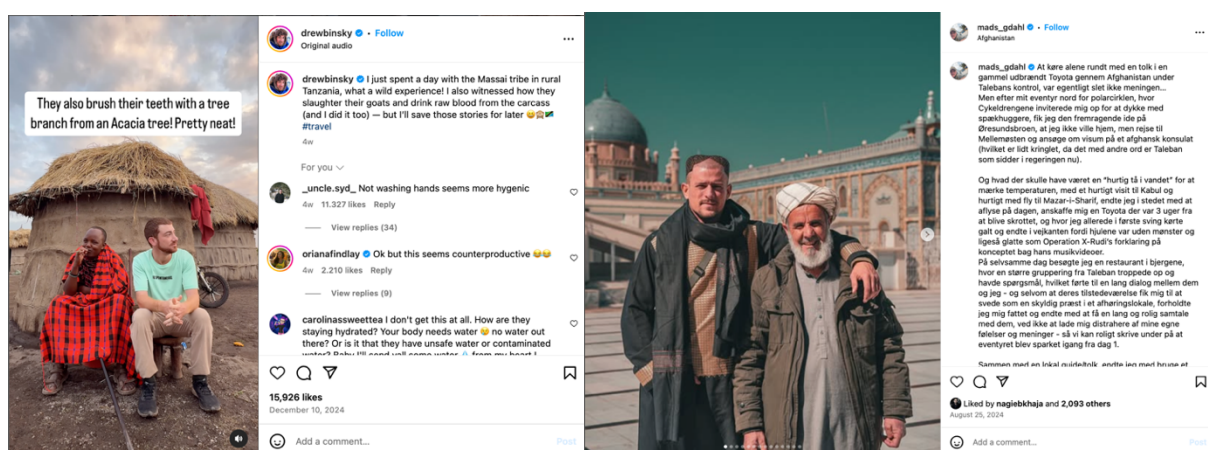 They also brush their teeth with a tree
branch from an Acacia tree! Pretty neat!
drewbinsky • Follow
Original audio
drewbinsky I just spent a day with the Massai tribe in rural
Tanzania, what a wild experience! I also witnessed how they
slaughter their goats and drink raw blood from the carcass
(and I did it too) — but I'll save those stories for later 😄🙈🇹🇿
#travel
4w
For you
_uncle.syd_ Not washing hands seems more hygenic
4w 11.327 likes Reply
View replies (34)
orianafindlay Ok but this seems counterproductive 😂😂
4w 2.210 likes Reply
View replies (9)
carolinassweettea I don't get this at all. How are they
staying hydrated? Your body needs water 😢 no water out
there? Or is it that they have unsafe water or contaminated
water? Baby I'll send yall some water 💧 from my heart I
15,926 likes
December 10, 2024
Add a comment...
Post
mads_gdahl • Follow
Afghanistan
mads_gdahl At køre alene rundt med en tolk i en
gammel udbrændt Toyota gennem Afghanistan under
Talebans kontrol, var egentligt slet ikke meningen...
Men efter mit eventyr nord for polarcirklen, hvor
Cykeldrengene inviterede mig op for at dykke med
spækhuggere, fik jeg den fremragende ide på
Øresundsbroen, at jeg ikke ville hjem, men rejse til
Mellemøsten og ansøge om visum på et afghansk konsulat
(hvilket er lidt kringlet, da det med andre ord er Taleban
som sidder i regeringen nu).
Og hvad der skulle have været en "hurtig tå i vandet" for at
mærke temperaturen, med et hurtigt visit til Kabul og
hurtigt med fly til Mazar-i-Sharif, endte jeg i stedet med at
aflyse på dagen, anskaffe mig en Toyota der var 3 uger fra
at blive skrottet, og hvor jeg allerede i første sving kørte
galt og endte i vejkanten fordi hjulene var uden mønster og
ligeså glatte som Operation X-Rudi's forklaring på
konceptet bag hans musikvideoer.
På selvsamme dag besøgte jeg en restaurant i bjergene,
hvor en større gruppering fra Taleban troppede op og
havde spørgsmål, hvilket førte til en lang dialog mellem dem
og jeg - og selvom at deres tilstedeværelse fik mig til at
svede som en skyldig præst i et afhøringslokale, forholdte
jeg mig fattet og endte med at få en lang og rolig samtale
med dem, ved ikke at lade mig distrahere af mine egne
følelser og meninger - så vi kan roligt skrive under på at
eventyret blev sparket igang fra dag 1.
Sammen med en lokal guide/tolk, endte jeg med at bruge et
Liked by nagiebkhaja and 2,093 others
August 25, 2024
Add a comment...
Post